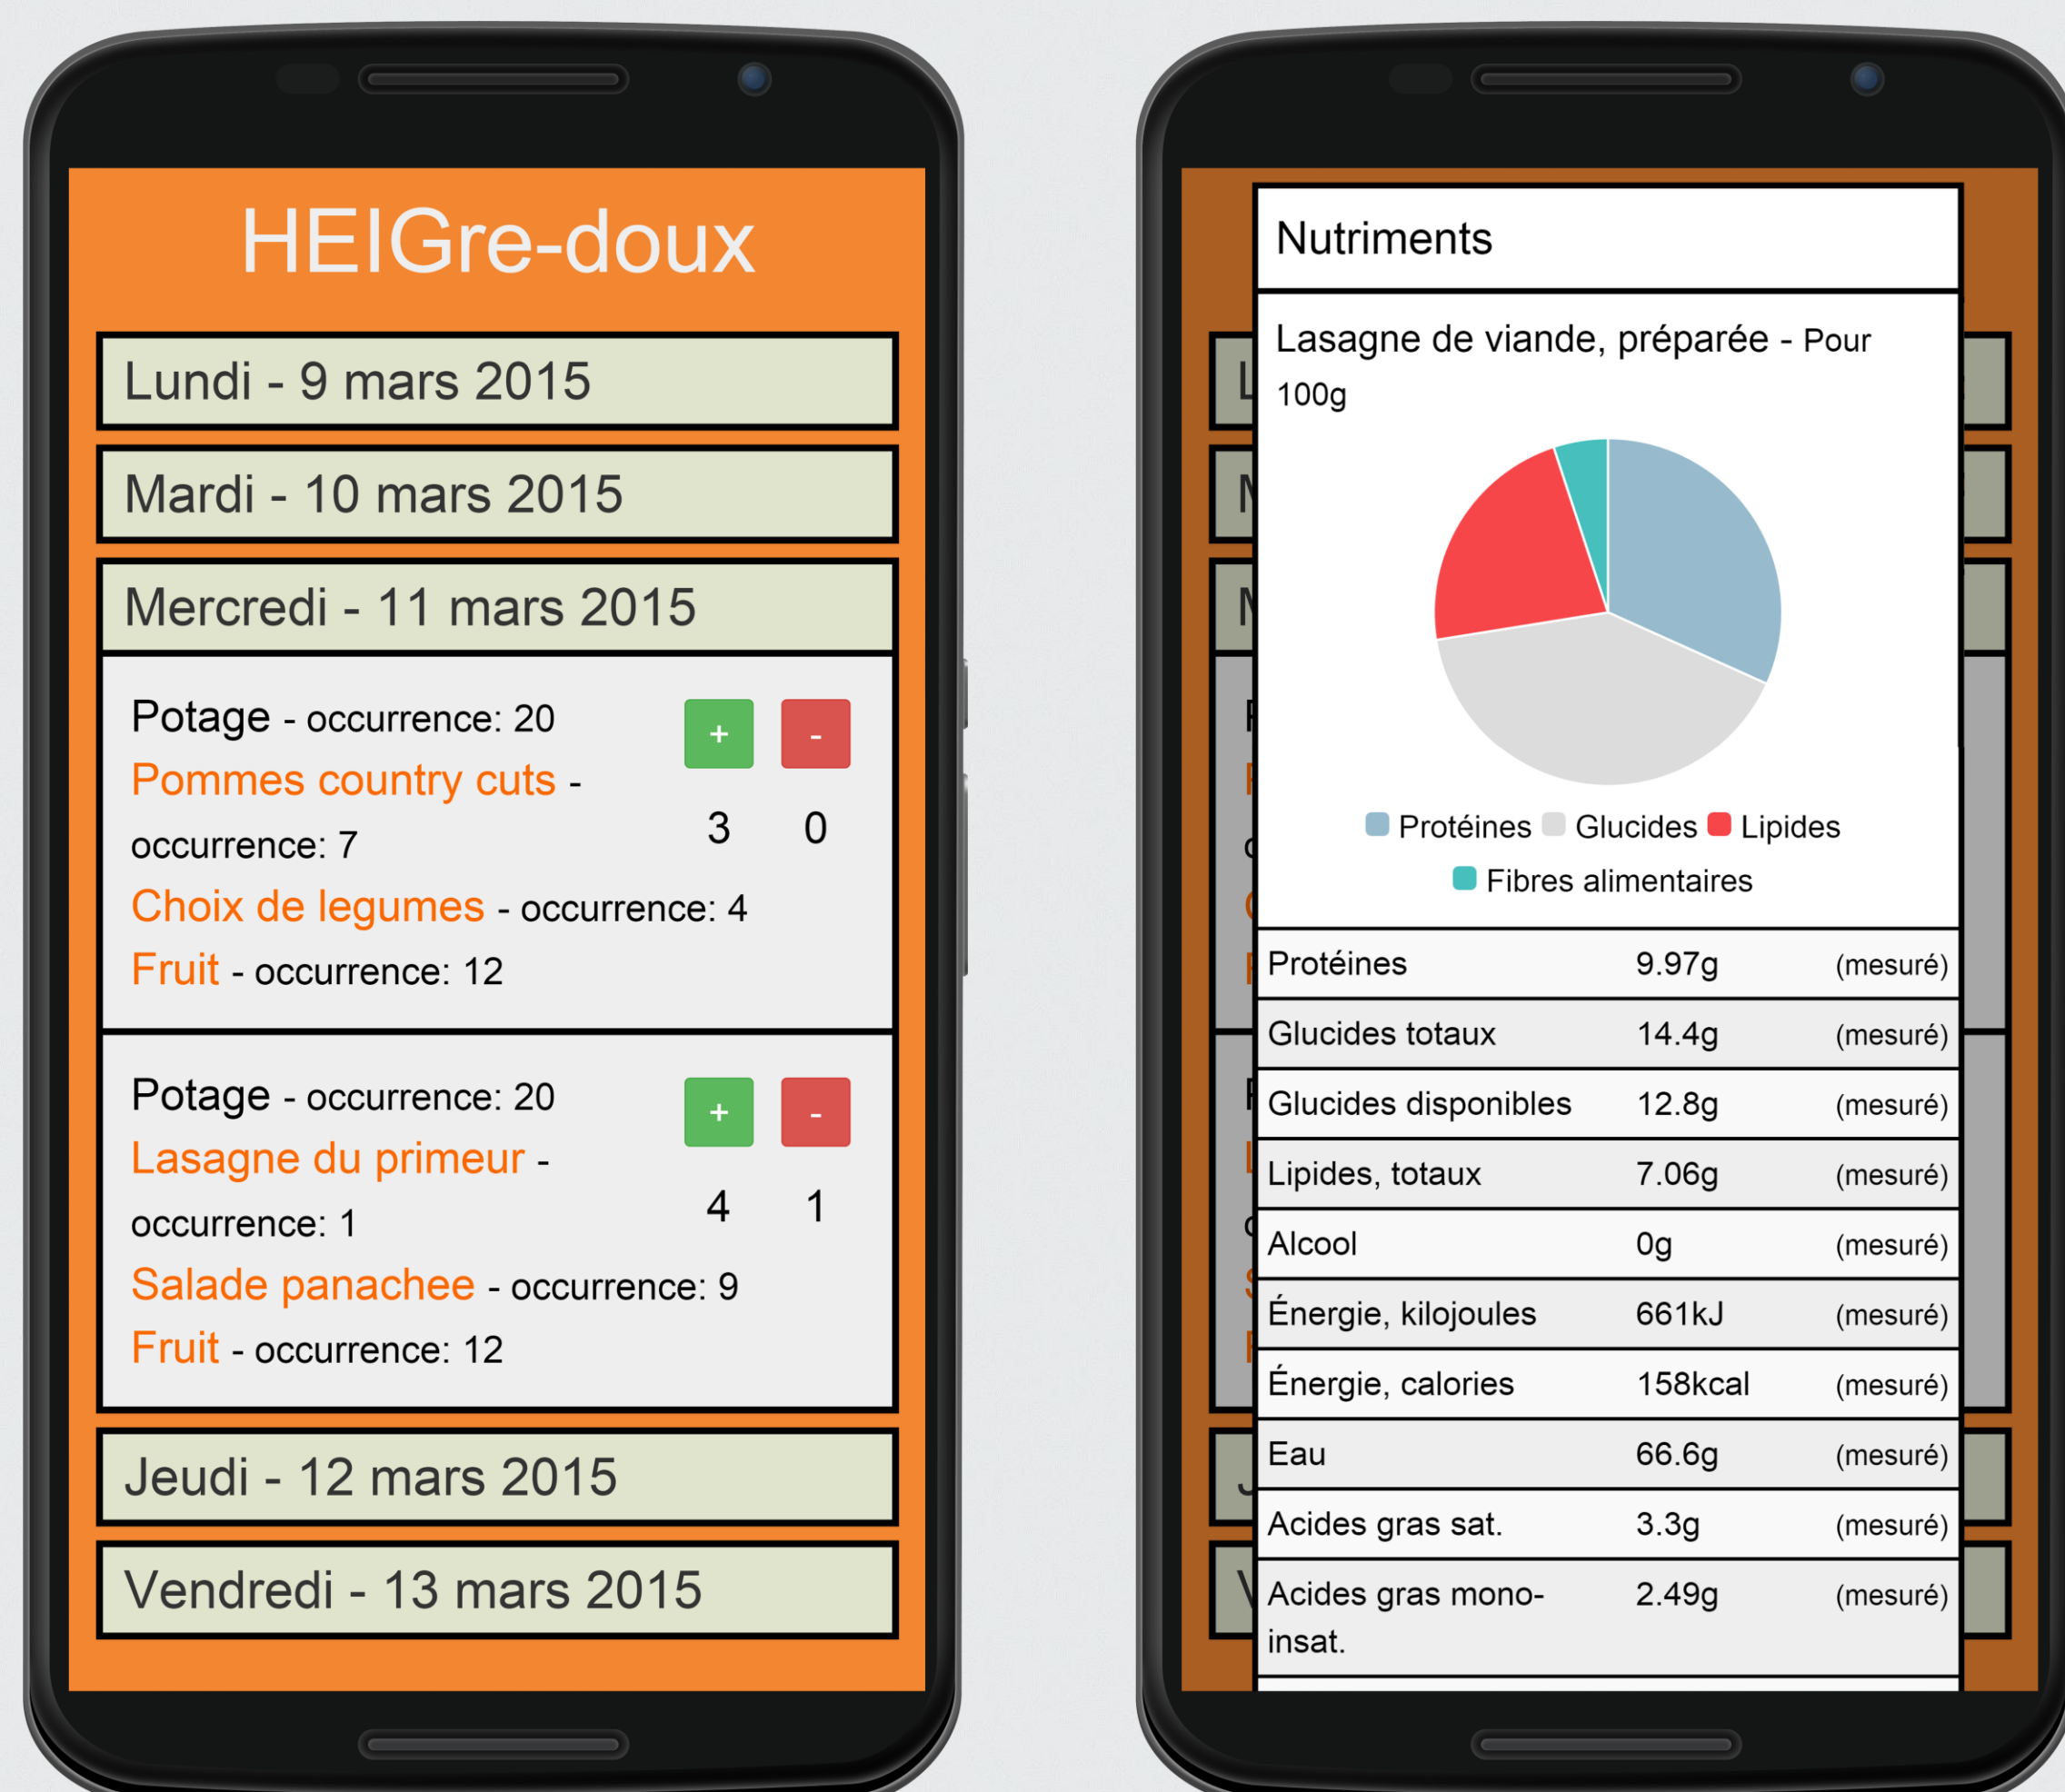 HEIGre-doux
Lundi - 9 mars 2015
Mardi - 10 mars 2015
Mercredi - 11 mars 2015
Potage - occurrence: 20
+ -
Pommes country cuts -
occurrence: 7
3 0
Choix de legumes - occurrence: 4
Fruit - occurrence: 12
Potage - occurrence: 20
+ -
Lasagne du primeur -
occurrence: 1
4 1
Salade panachee - occurrence: 9
Fruit - occurrence: 12
Jeudi - 12 mars 2015
Vendredi - 13 mars 2015
Nutriments
Lasagne de viande, préparée - Pour
100g
Protéines Glucides Lipides
Fibres alimentaires
Protéines 9.97g (mesuré)
Glucides totaux 14.4g (mesuré)
Glucides disponibles 12.8g (mesuré)
Lipides, totaux 7.06g (mesuré)
Alcool 0g (mesuré)
Énergie, kilojoules 661kJ (mesuré)
Énergie, calories 158kcal (mesuré)
Eau 66.6g (mesuré)
Acides gras sat. 3.3g (mesuré)
Acides gras mono- 2.49g (mesuré)
insat.